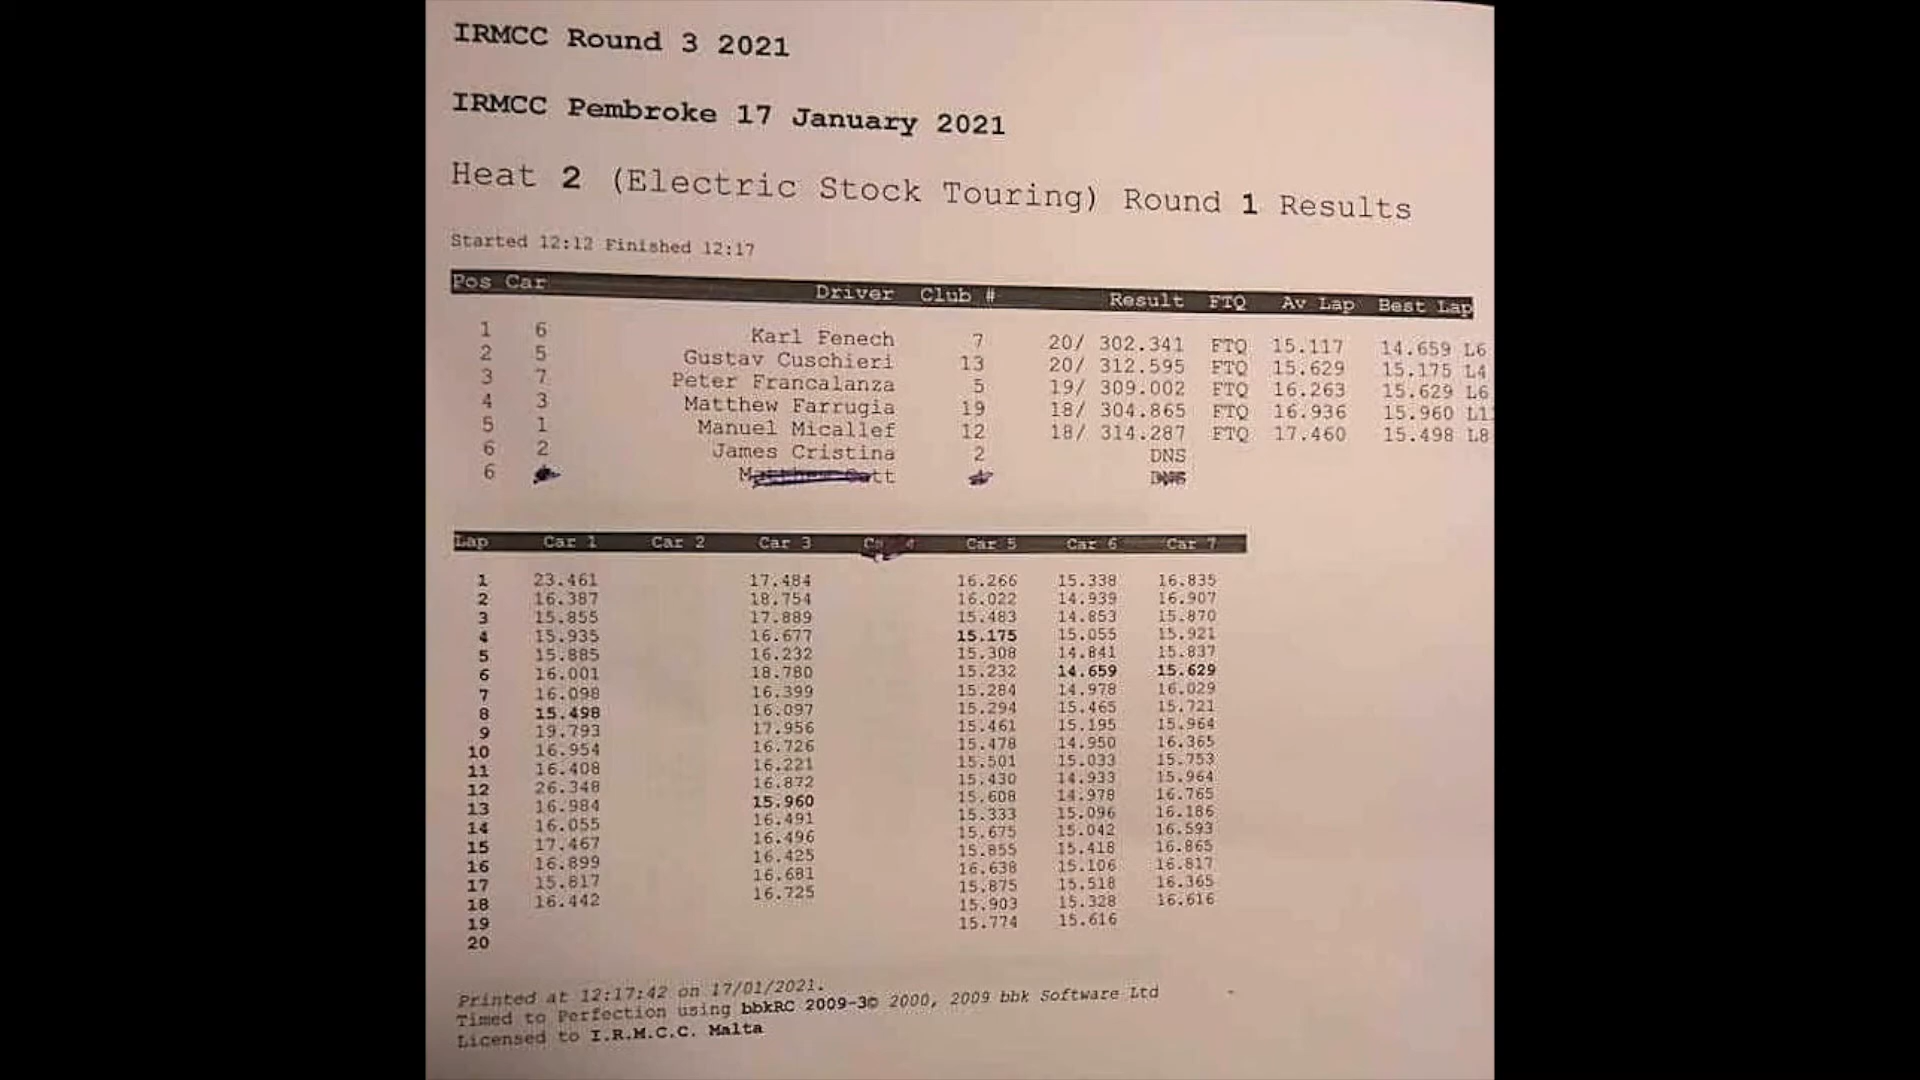 IRMCC Round 3 2021
IRMCC Pembroke 17 January 2021
Heat 2 (Electric Stock Touring) Round 1 Results
Started 12:12 Finished 12:17
Pos Car Driver Club # Result FTQ Av Lap Best Lap
1 6 Karl Fenech 7 20/ 302.341 FTQ 15.117 14.659 L6
2 5 Gustav Cuschieri 13 20/ 312.595 FTQ 15.629 15.175 L4
3 7 Peter Francalanza 5 19/ 309.002 FTQ 16.263 15.629 L6
4 3 Matthew Farrugia 19 18/ 304.865 FTQ 16.936 15.960 L1
5 1 Manuel Micallef 12 18/ 314.287 FTQ 17.460 15.498 L8
6 2 James Cristina 2 DNS
6
Lap Car 1 Car 2 Car 3 Car 5 Car 6 Car 7
1 23.461 17.484 16.266 15.338 16.835
2 16.387 18.754 16.022 14.939 16.907
3 15.855 17.889 15.483 14.853 15.870
4 15.935 16.677 15.175 15.055 15.921
5 15.885 16.232 15.308 14.841 15.837
6 16.001 18.780 15.232 14.659 15.629
7 16.098 16.399 15.284 14.978 16.029
8 15.498 16.097 15.294 15.465 15.721
9 19.793 17.956 15.461 15.195 15.964
10 16.954 16.726 15.478 14.950 16.365
11 16.408 16.221 15.501 15.033 15.753
12 26.348 16.872 15.430 14.933 15.964
13 16.984 15.960 15.608 14.978 16.765
14 16.055 16.491 15.333 15.096 16.186
15 17.467 16.496 15.675 15.042 16.593
16 16.899 16.425 15.855 15.418 16.865
17 15.817 16.681 16.638 15.106 16.817
18 16.442 16.725 15.875 15.518 16.365
19 15.903 15.328 16.616
20 15.774 15.616
Printed at 12:17:42 on 17/01/2021.
Timed to Perfection using bbkRC 2009-3© 2000, 2009 bbk Software Ltd
Licensed to I.R.M.C.C. Malta